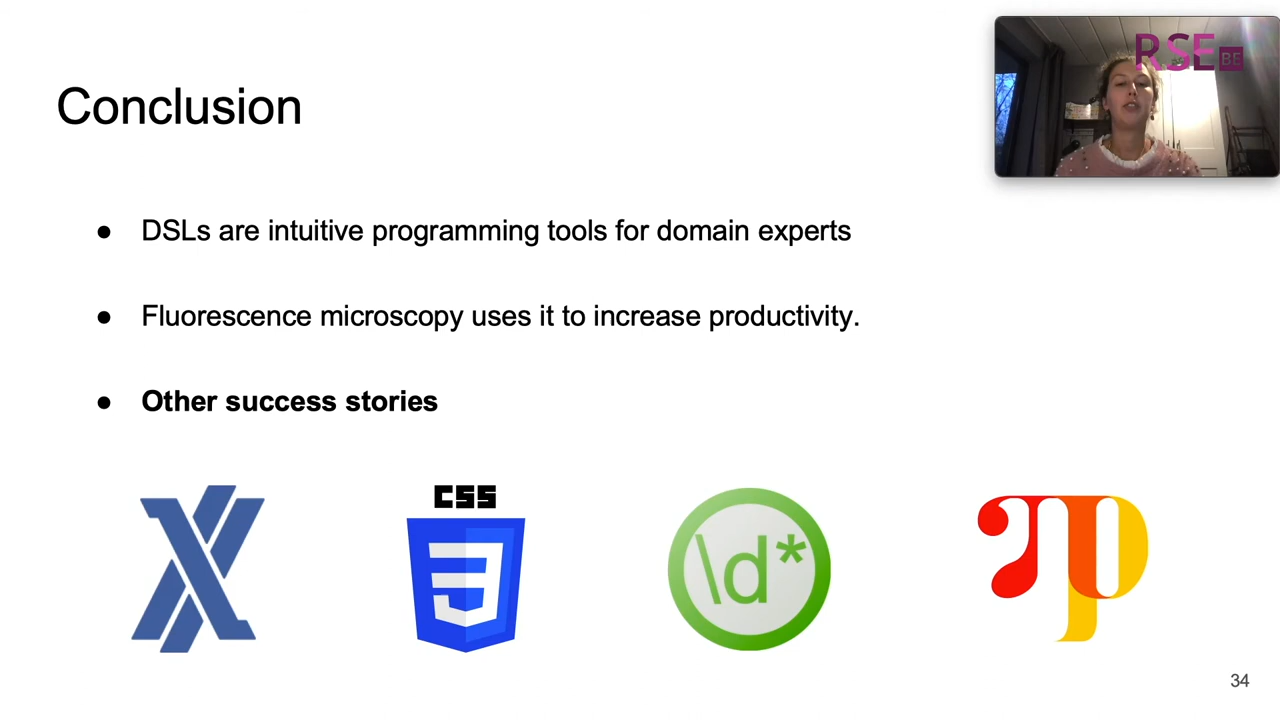 RSE BE
Conclusion
● DSLs are intuitive programming tools for domain experts
● Fluorescence microscopy uses it to increase productivity.
● Other success stories
CSS
\d*
34